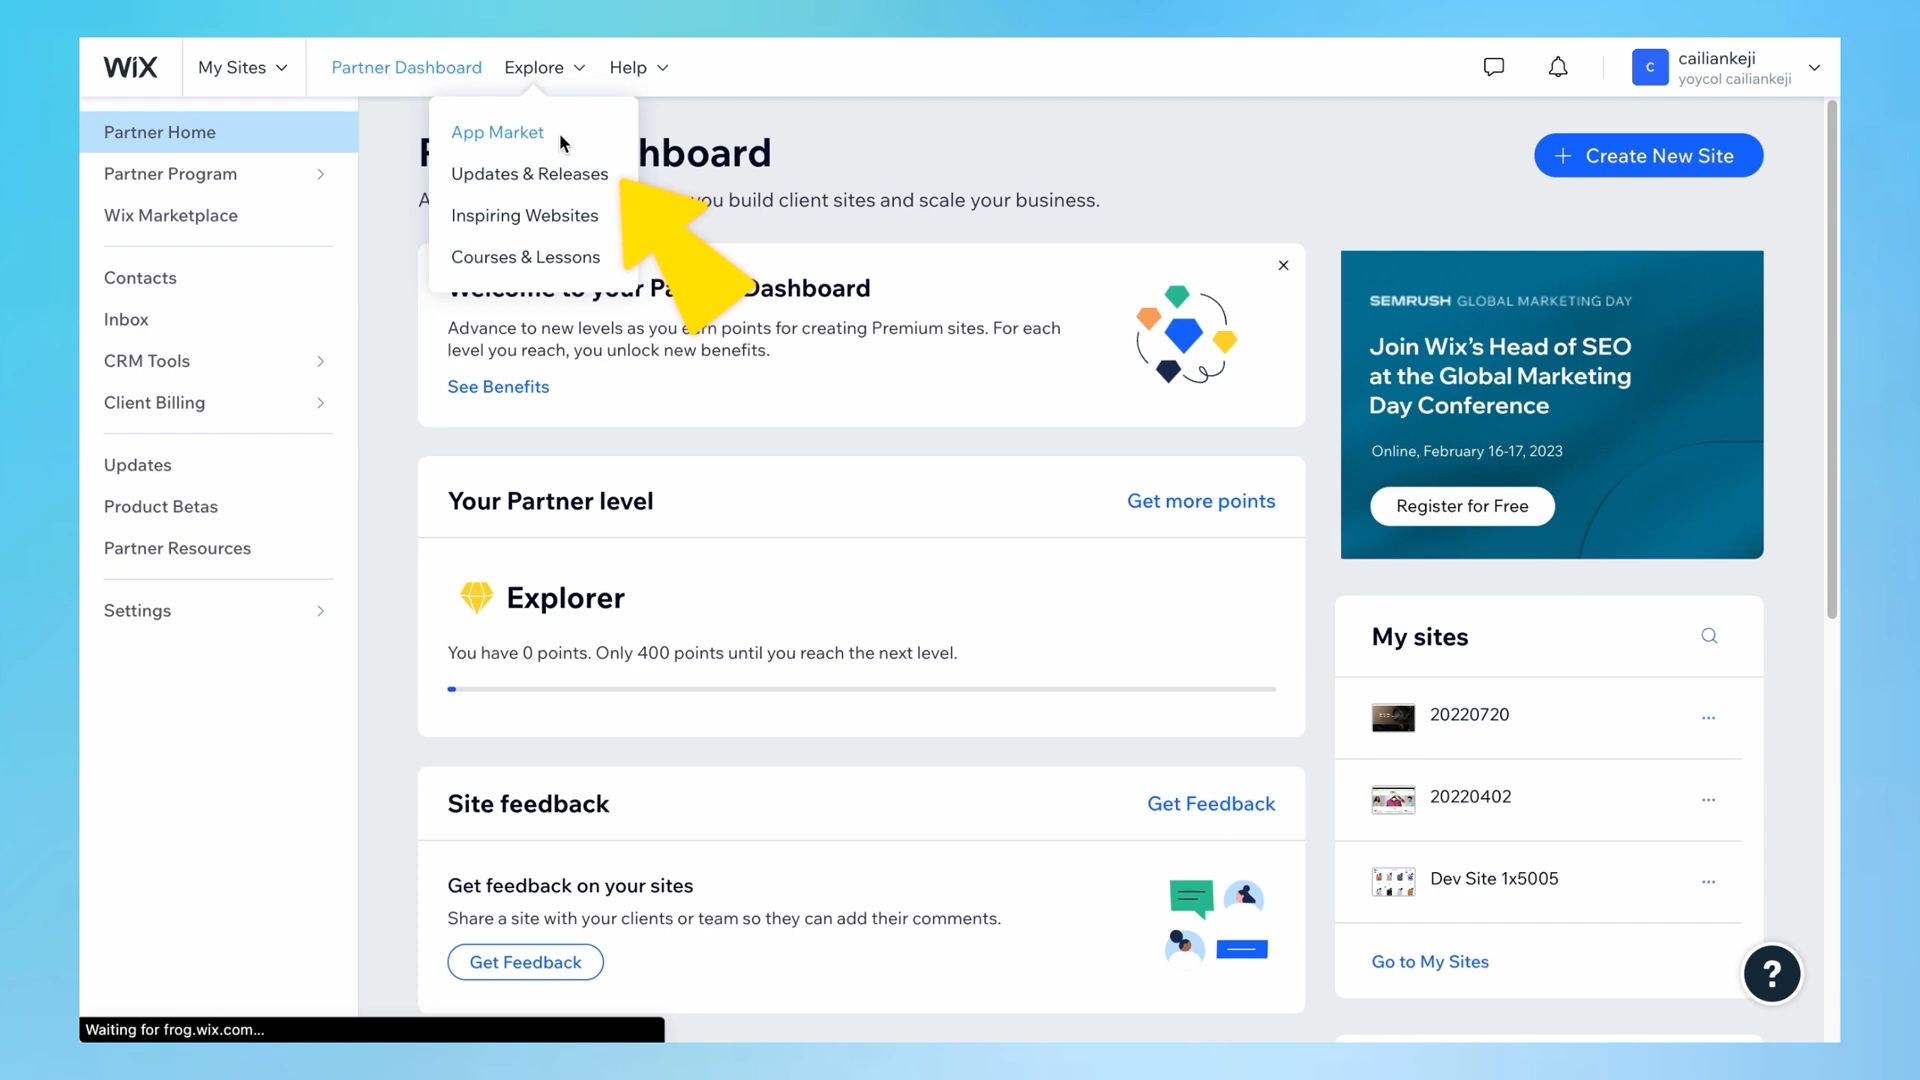 WiX
My Sites
Partner Dashboard
Explore
Help
C
cailiankeji
yoycol cailiankeji
Partner Home
Partner Program
Wix Marketplace
Contacts
Inbox
CRM Tools
Client Billing
Updates
Product Betas
Partner Resources
Settings
App Market
Updates & Releases
Inspiring Websites
Courses & Lessons
hboard
you build client sites and scale your business.
+ Create New Site
Welcome to your Dashboard
Advance to new levels as you earn points for creating Premium sites. For each
level you reach, you unlock new benefits.
See Benefits
Your Partner level
Get more points
Explorer
You have 0 points. Only 400 points until you reach the next level.
Site feedback
Get Feedback
Get feedback on your sites
Share a site with your clients or team so they can add their comments.
Get Feedback
SEMRUSH GLOBAL MARKETING DAY
Join Wix's Head of SEO
at the Global Marketing
Day Conference
Online, February 16-17, 2023
Register for Free
My sites
20220720
...
20220402
...
Dev Site 1x5005
...
Go to My Sites
?
Waiting for frog.wix.com...